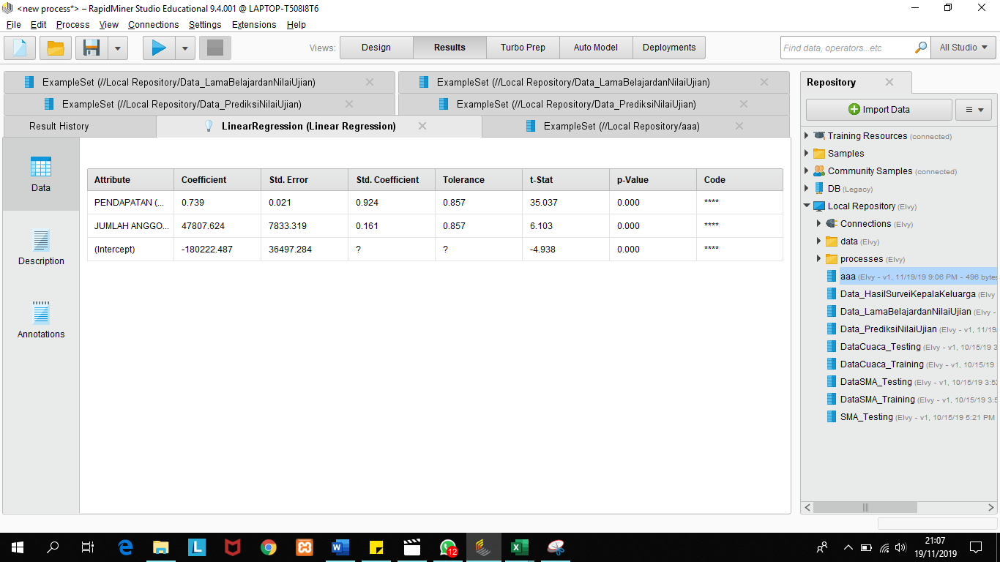 <new process*> – RapidMiner Studio Educational 9.4.001 @ LAPTOP-T508I8T6
File Edit Process View Connections Settings Extensions Help
Views: Design Results Turbo Prep Auto Model Deployments Find data, operators...etc All Studio
ExampleSet (//Local Repository/Data_LamaBelajardanNilaiUjian) ExampleSet (//Local Repository/Data_LamaBelajardanNilaiUjian)
ExampleSet (//Local Repository/Data_PrediksiNilaiUjian) ExampleSet (//Local Repository/Data_PrediksiNilaiUjian)
Result History LinearRegression (Linear Regression) ExampleSet (//Local Repository/aaa)
Data
Description
Annotations
Attribute Coefficient Std. Error Std. Coefficient Tolerance t-Stat p-Value Code
PENDAPATAN (... 0.739 0.021 0.924 0.857 35.037 0.000 ****
JUMLAH ANGGO... 47807.624 7833.319 0.161 0.857 6.103 0.000 ****
(Intercept) -180222.487 36497.284 ? ? -4.938 0.000 ****
Repository
Import Data
Training Resources (connected)
Samples
Community Samples (connected)
DB (Legacy)
Local Repository (Elvy)
Connections (Elvy)
data (Elvy)
processes (Elvy)
aaa (Elvy - v1, 11/19/19 9:06 PM - 496 bytes
Data_HasilSurveiKepalaKeluarga (Elvy
Data_LamaBelajardanNilaiUjian (Elvy -
Data_PrediksiNilaiUjian (Elvy - v1, 11/19/
DataCuaca_Testing (Elvy - v1, 10/15/19 3
DataCuaca_Training (Elvy - v1, 10/15/19
DataSMA_Testing (Elvy - v1, 10/15/19 3:52
DataSMA_Training (Elvy - v1, 10/15/19 3:5
SMA_Testing (Elvy - v1, 10/15/19 5:21 PM
12
21:07
19/11/2019